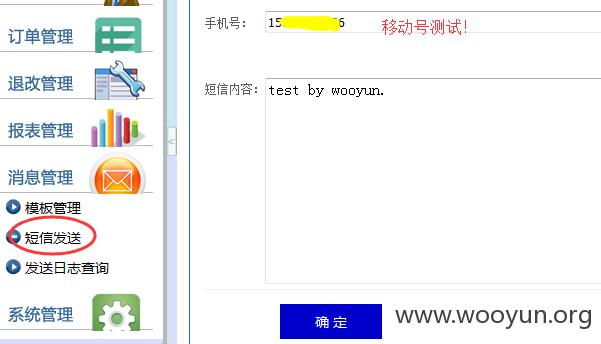 订单管理
退改管理
报表管理
消息管理
模板管理
短信发送
发送日志查询
系统管理
手机号：
15 6 移动号测试！
短信内容：
test by wooyun.
确 定
www.wooyun.org